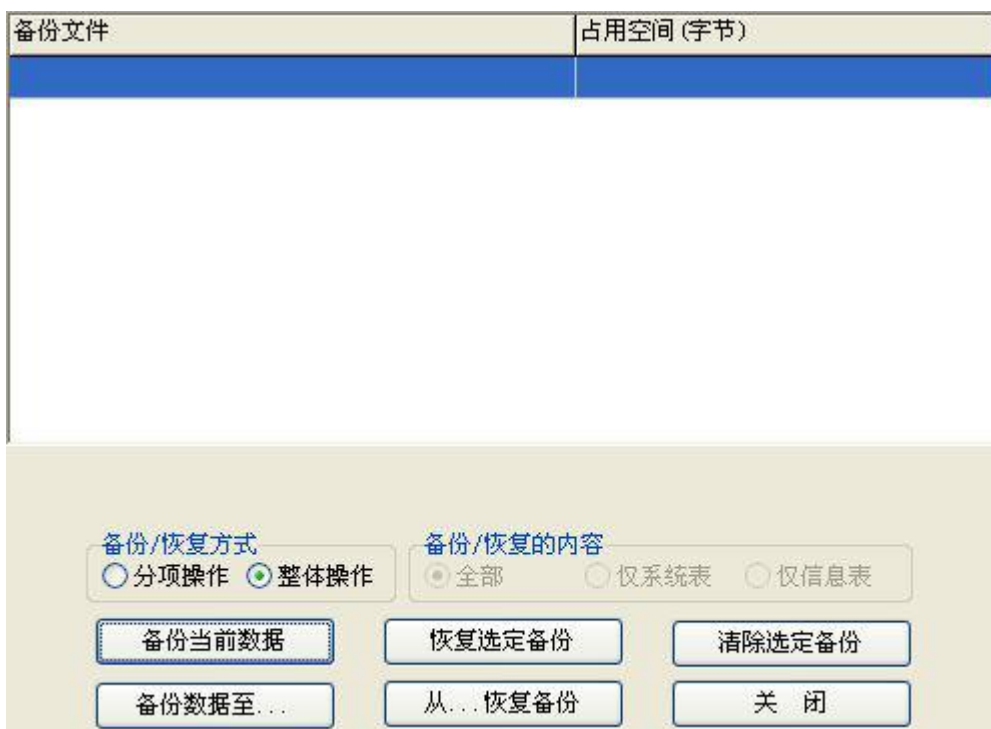 备份文件 占用空间(字节)
备份/恢复方式 备份/恢复的内容
分项操作 整体操作 全部 仅系统表 仅信息表
备份当前数据 恢复选定备份 清除选定备份
备份数据至... 从...恢复备份 关 闭